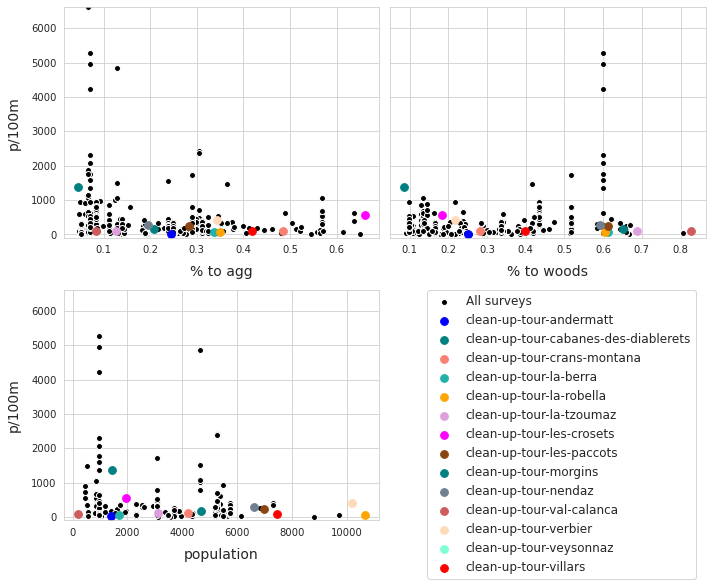 6000
5000
4000
3000
2000
1000
0
p/100m
0.1 0.2 0.3 0.4 0.5 0.6
% to agg
0.1 0.2 0.3 0.4 0.5 0.6 0.7 0.8
% to woods
6000
5000
4000
3000
2000
1000
0
p/100m
0 2000 4000 6000 8000 10000
population
All surveys
clean-up-tour-andermatt
clean-up-tour-cabanes-des-diablerets
clean-up-tour-crans-montana
clean-up-tour-la-berra
clean-up-tour-la-robella
clean-up-tour-la-tzoumaz
clean-up-tour-les-crosets
clean-up-tour-les-paccots
clean-up-tour-morgins
clean-up-tour-nendaz
clean-up-tour-val-calanca
clean-up-tour-verbier
clean-up-tour-veysonnaz
clean-up-tour-villars